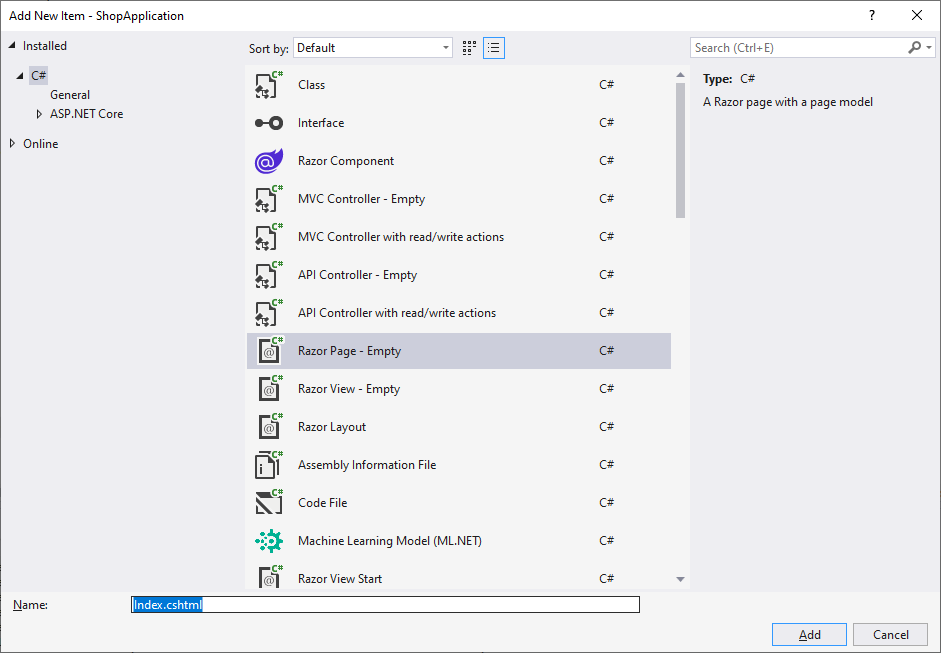 Add New Item - ShopApplication
?
Installed
C#
General
ASP.NET Core
Online
Sort by: Default
Search (Ctrl+E)
C# Class C#
Interface C#
@ Razor Component C#
C# MVC Controller - Empty C#
C# MVC Controller with read/write actions C#
C# API Controller - Empty C#
C# API Controller with read/write actions C#
C# @ Razor Page - Empty C#
C# @ Razor View - Empty C#
C# @ Razor Layout C#
C# i Assembly Information File C#
C# Code File C#
Machine Learning Model (ML.NET) C#
C# @ Razor View Start C#
Type: C#
A Razor page with a page model
Name: Index.cshtml
Add
Cancel